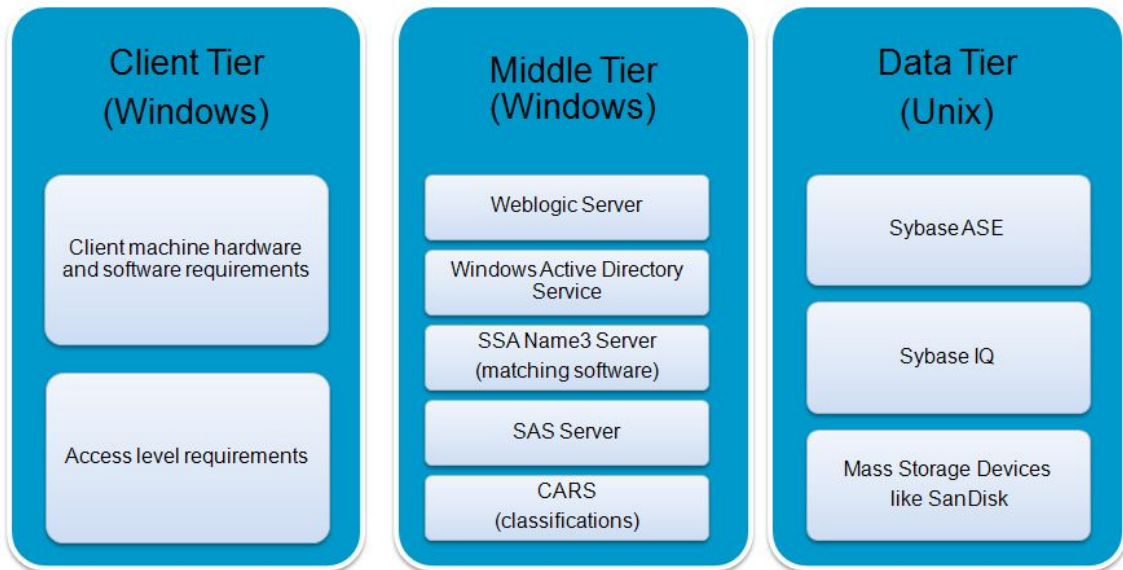 Client Tier
(Windows)
Client machine hardware
and software requirements
Access level requirements
Middle Tier
(Windows)
Weblogic Server
Windows Active Directory
Service
SSA Name3 Server
(matching software)
SAS Server
CARS
(classifications)
Data Tier
(Unix)
Sybase ASE
Sybase IQ
Mass Storage Devices
like SanDisk